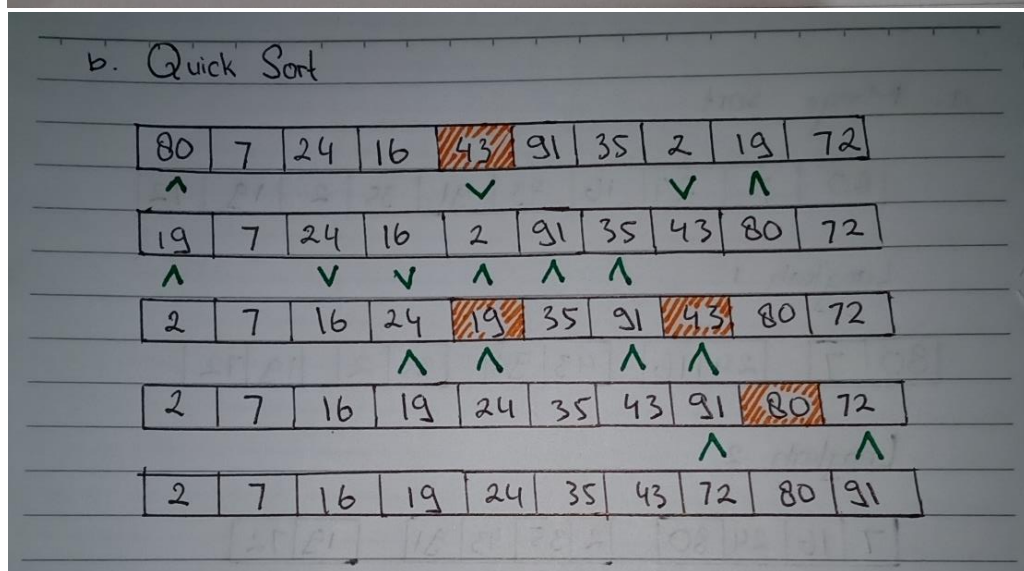 b. Quick Sort
80 7 24 16 43 91 35 2 19 72
19 7 24 16 2 91 35 43 80 72
2 7 16 24 19 35 91 43 80 72
2 7 16 19 24 35 43 91 80 72
2 7 16 19 24 35 43 72 80 91